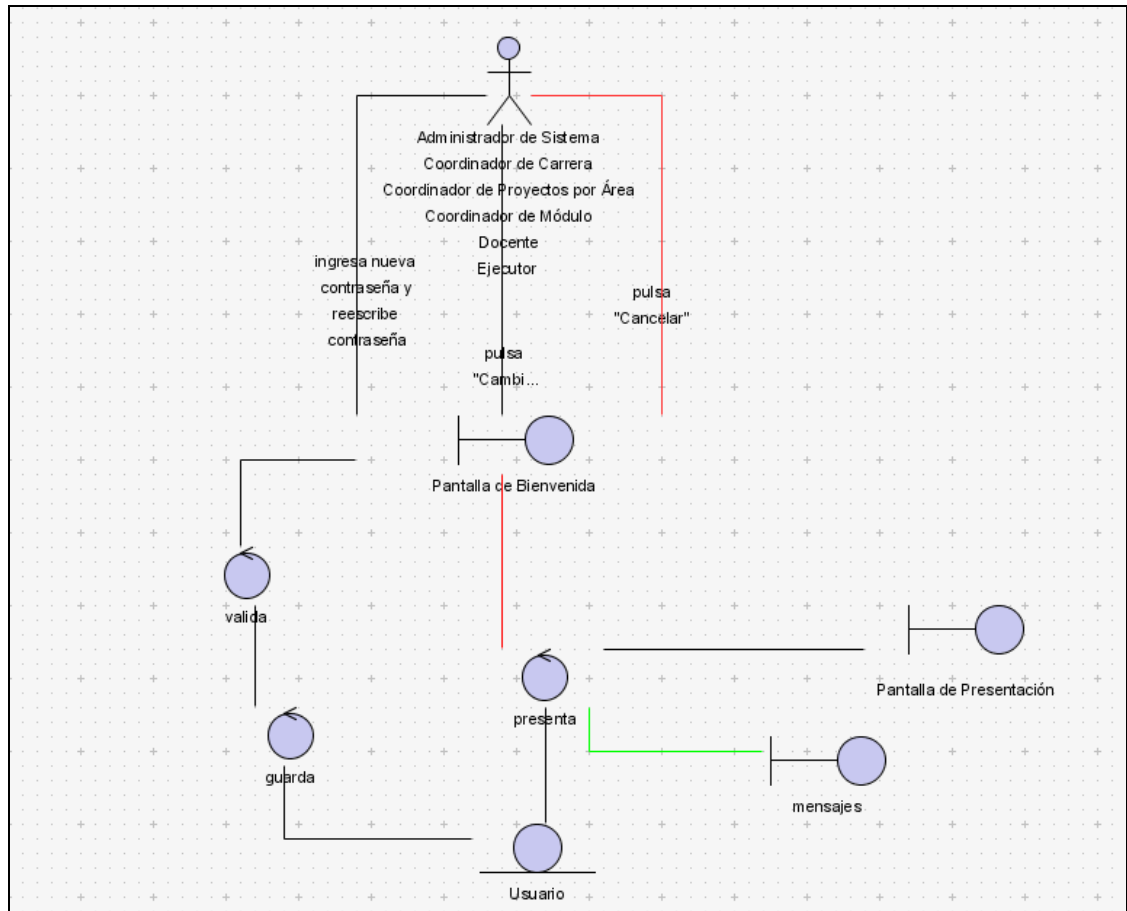 Administrador de Sistema
Coordinador de Carrera
Coordinador de Proyectos por Área
Coordinador de Módulo
Docente
Ejecutor
ingresa nueva
contraseña y
reescribe
contraseña
pulsa
"Cambi...
pulsa
"Cancelar"
Pantalla de Bienvenida
valida
guarda
presenta
Pantalla de Presentación
mensajes
Usuario